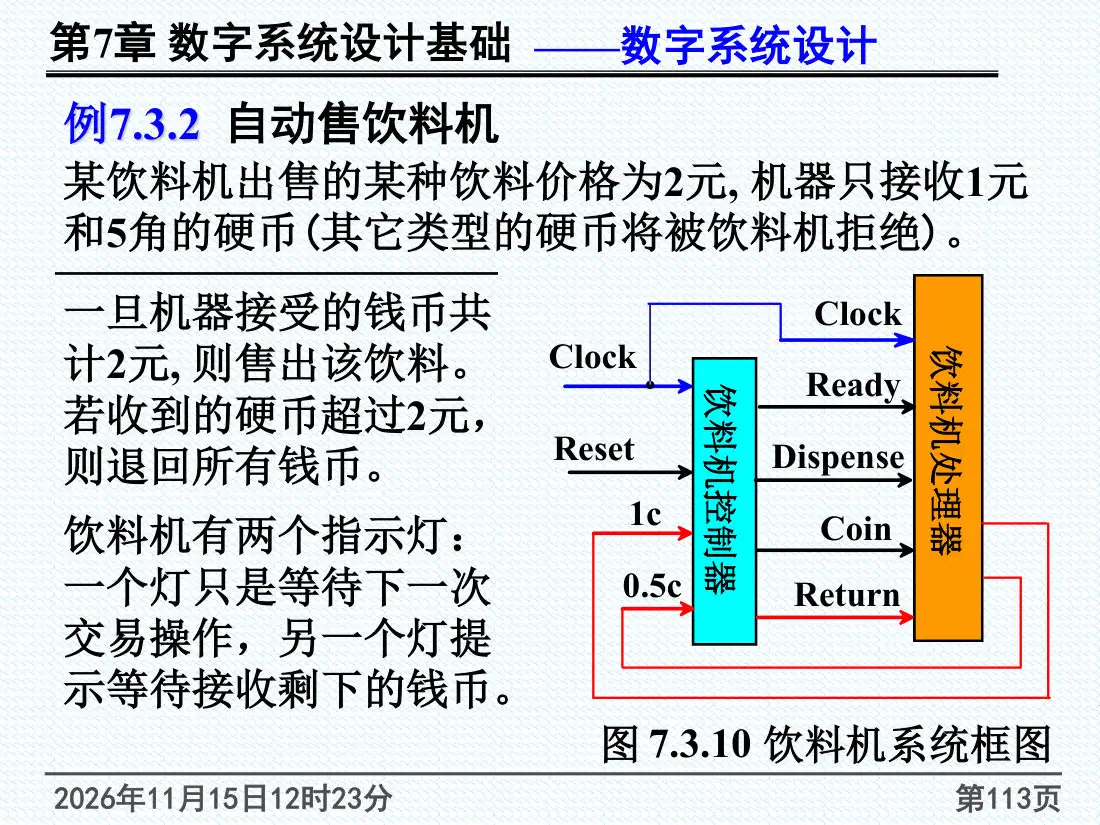 第7章 数字系统设计基础 ——数字系统设计
例7.3.2 自动售饮料机
某饮料机出售的某种饮料价格为2元, 机器只接收1元
和5角的硬币(其它类型的硬币将被饮料机拒绝)。
一旦机器接受的钱币共
计2元, 则售出该饮料。
若收到的硬币超过2元，
则退回所有钱币。
饮料机有两个指示灯：
一个灯只是等待下一次
交易操作，另一个灯提
示等待接收剩下的钱币。
Clock
Reset
1c
0.5c
饮料机控制器
Clock
Ready
Dispense
Coin
Return
饮料机处理器
图 7.3.10 饮料机系统框图
2026年11月15日12时23分
第113页